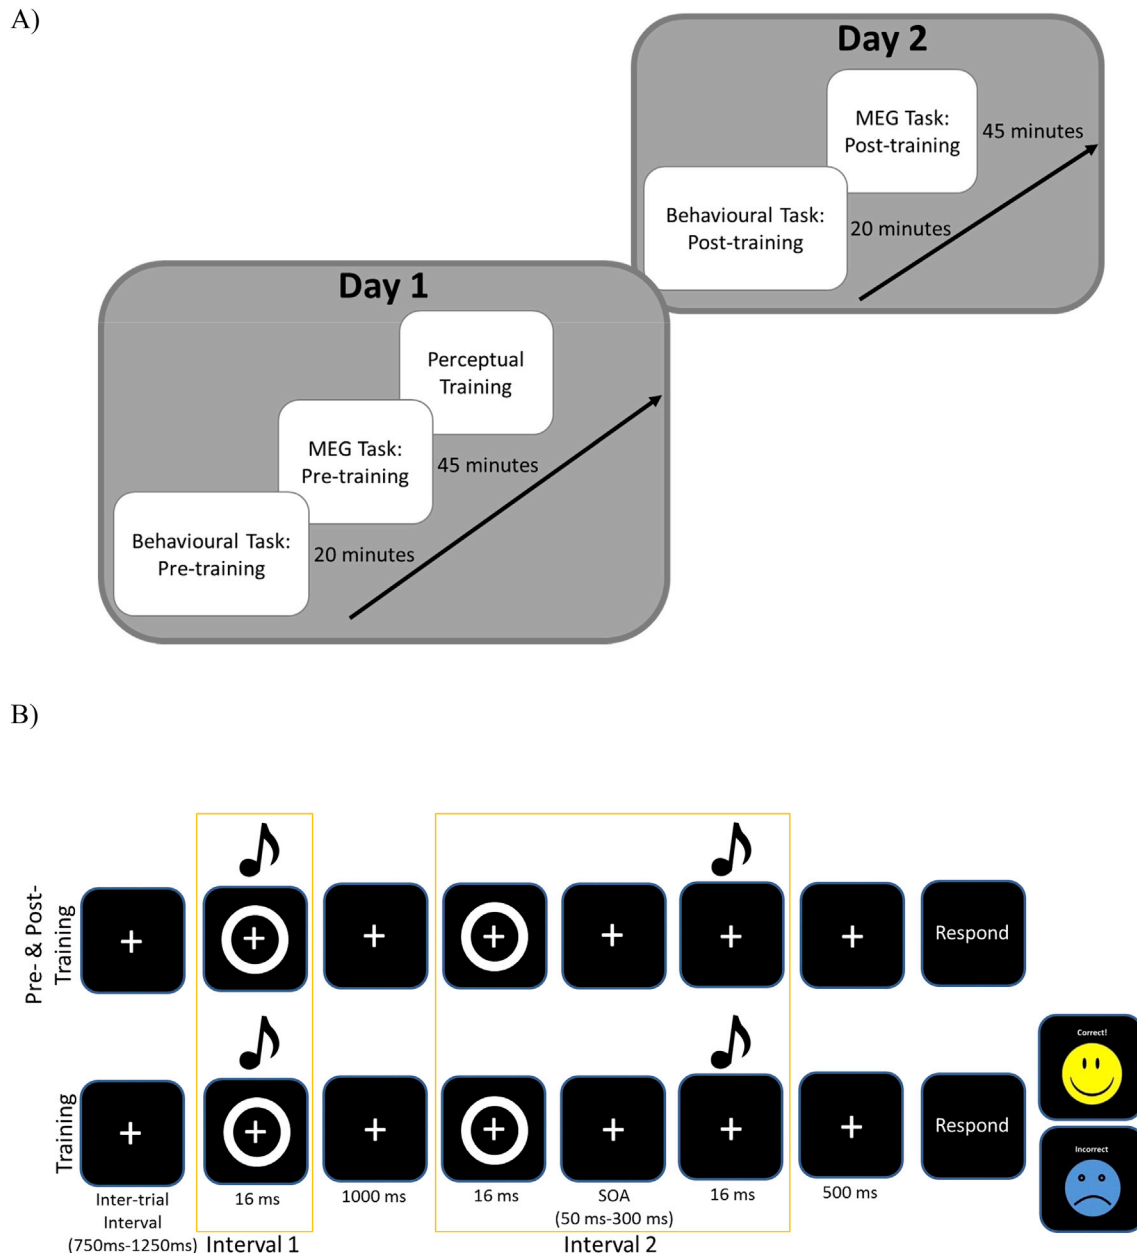 A)
Day 2
MEG Task:
Post-training
45 minutes
Behavioural Task:
Post-training
20 minutes
Day 1
Perceptual
Training
MEG Task:
Pre-training
45 minutes
Behavioural Task:
Pre-training
20 minutes
B)
Pre- & Post-
Training
Respond
Training
Respond
Correct!
Incorrect
Inter-trial
Interval
(750ms-1250ms)
16 ms
1000 ms
16 ms
SOA
(50 ms-300 ms)
16 ms
500 ms
Interval 1
Interval 2